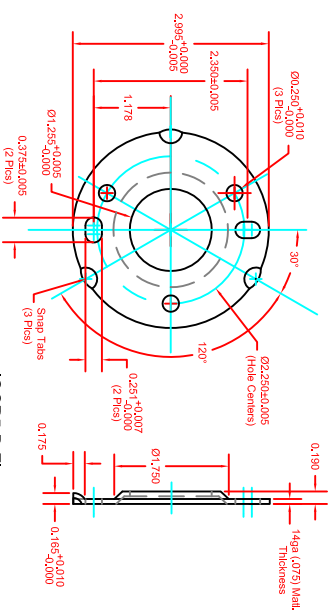 2.995+0.000
-0.005
2.350±0.005
1.178
Ø0.250+0.010
-0.000
(3 Plcs)
Ø1.255+0.005
-0.000
0.375±0.005
(2 Plcs)
30°
120°
Snap Tabs
(3 Plcs)
0.251+0.007
-0.000
(2 Plcs)
Ø2.250±0.005
(Hole Centers)
0.175
Ø1.750
0.190
0.165+0.010
-0.000
14ga (.075) Matl.
Thickness